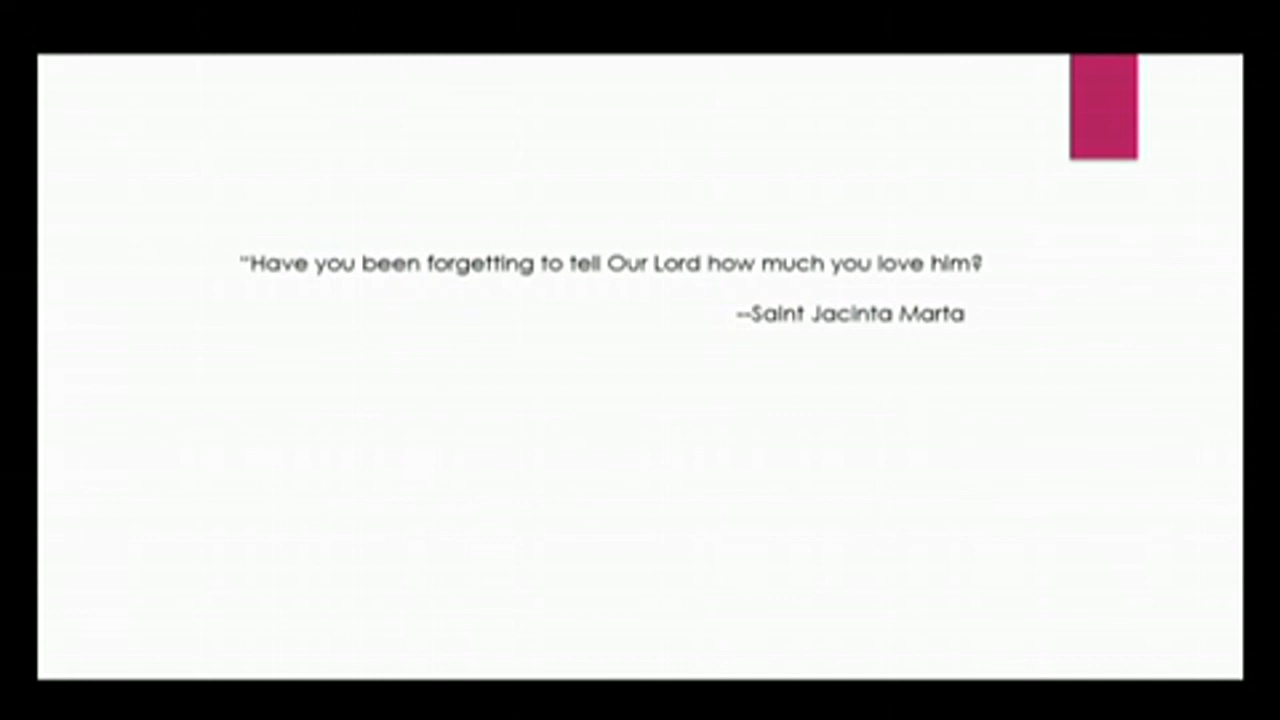 “Have you been forgetting to tell Our Lord how much you love him?
--Saint Jacinta Marta